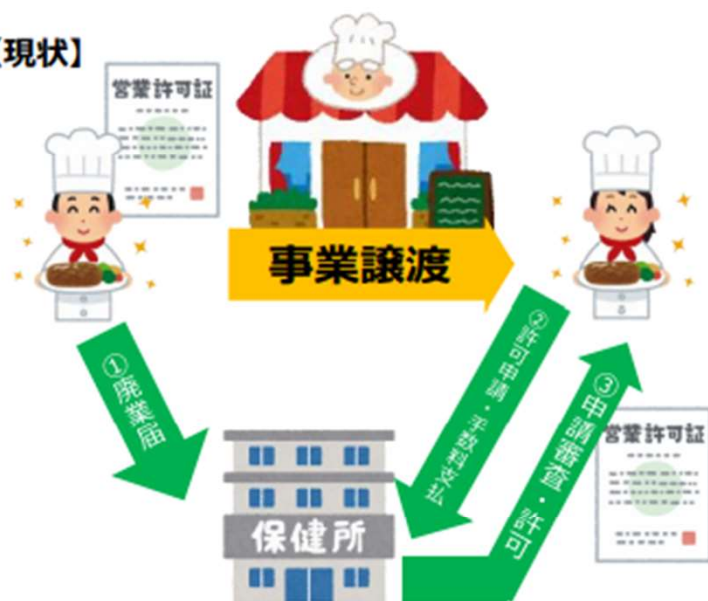 【現状】
営業許可証
事業譲渡
①廃業届
②許可申請・手数料支払
③申請審査・許可
営業許可証
保健所